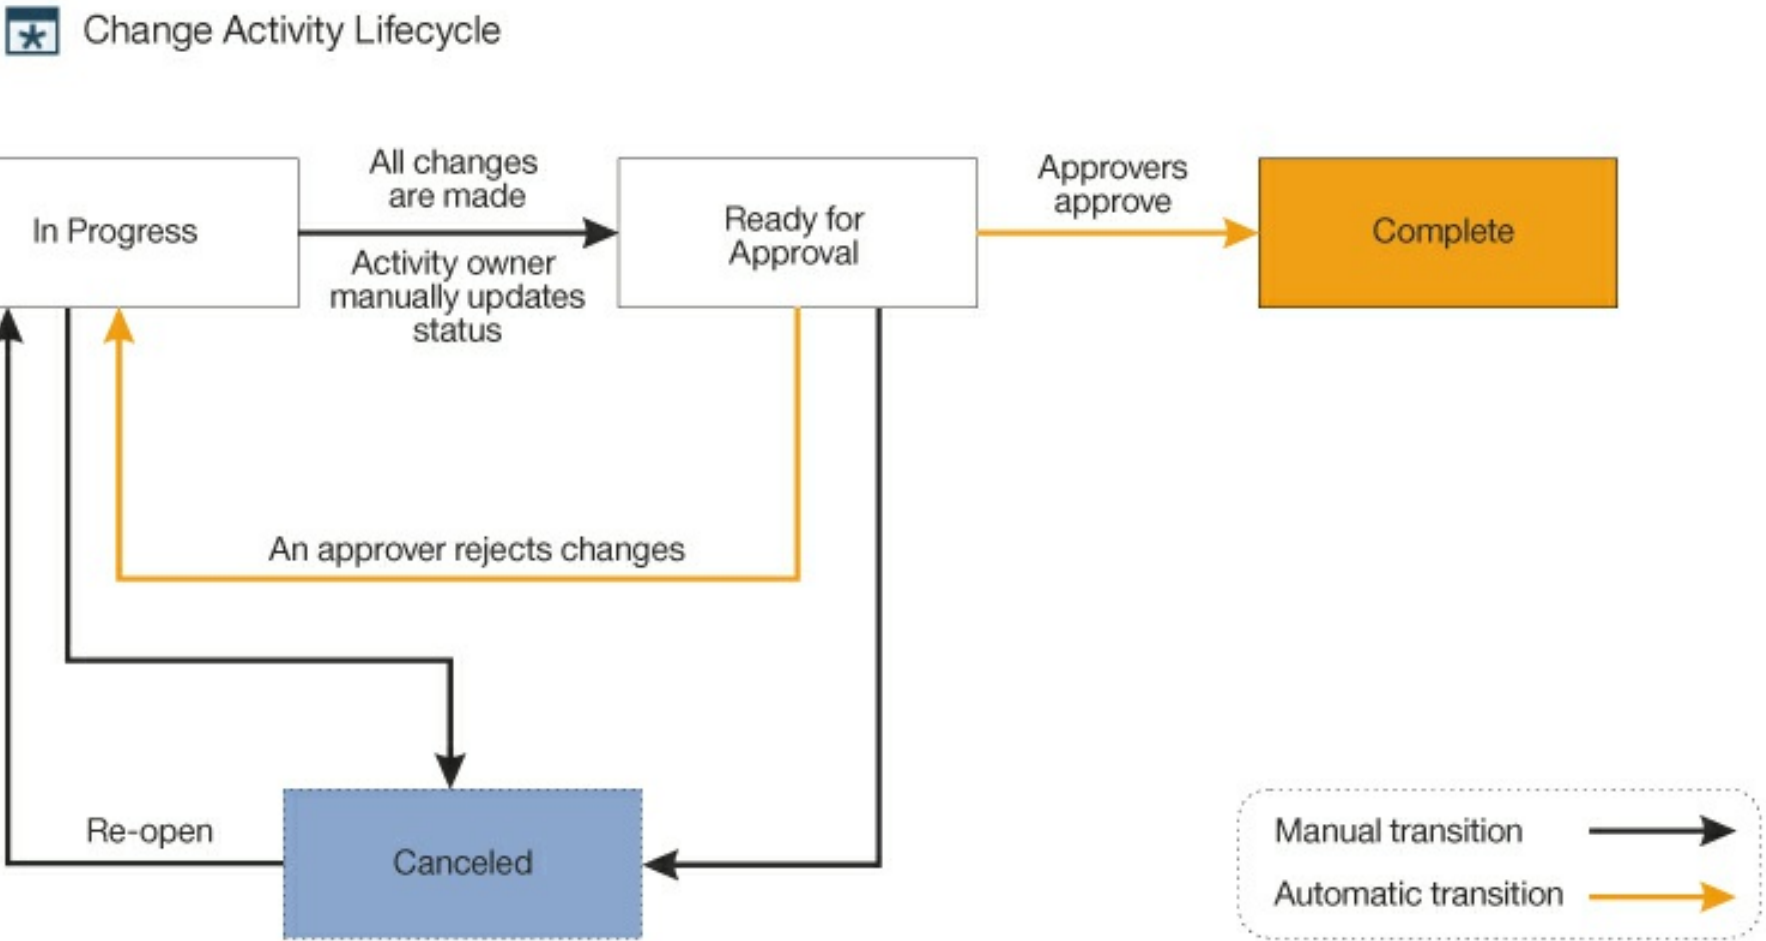 Change Activity Lifecycle
In Progress
All changes
are made
Activity owner
manually updates
status
Ready for
Approval
Approvers
approve
Complete
An approver rejects changes
Re-open
Canceled
Manual transition
Automatic transition